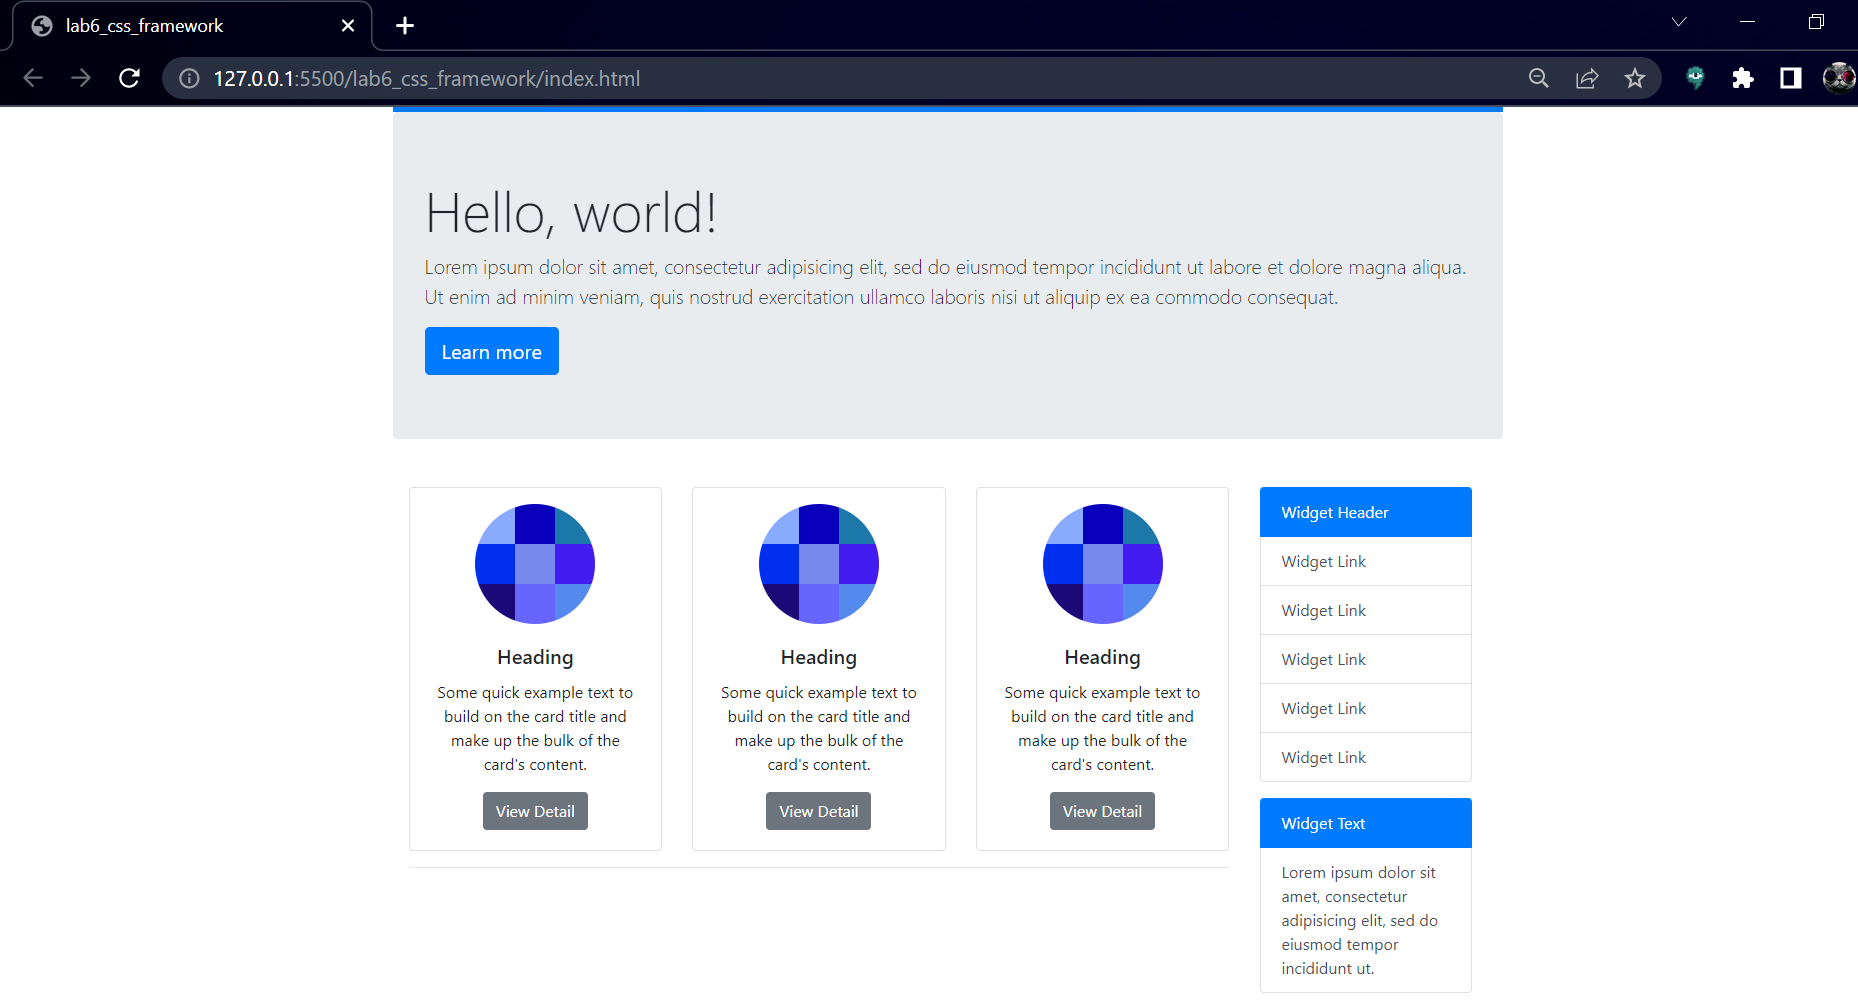 lab6_css_framework
127.0.0.1:5500/lab6_css_framework/index.html
Hello, world!
Lorem ipsum dolor sit amet, consectetur adipisicing elit, sed do eiusmod tempor incididunt ut labore et dolore magna aliqua.
Ut enim ad minim veniam, quis nostrud exercitation ullamco laboris nisi ut aliquip ex ea commodo consequat.
Learn more
Heading
Some quick example text to
build on the card title and
make up the bulk of the
card's content.
View Detail
Heading
Some quick example text to
build on the card title and
make up the bulk of the
card's content.
View Detail
Heading
Some quick example text to
build on the card title and
make up the bulk of the
card's content.
View Detail
Widget Header
Widget Link
Widget Link
Widget Link
Widget Link
Widget Link
Widget Text
Lorem ipsum dolor sit
amet, consectetur
adipisicing elit, sed do
eiusmod tempor
incididunt ut.